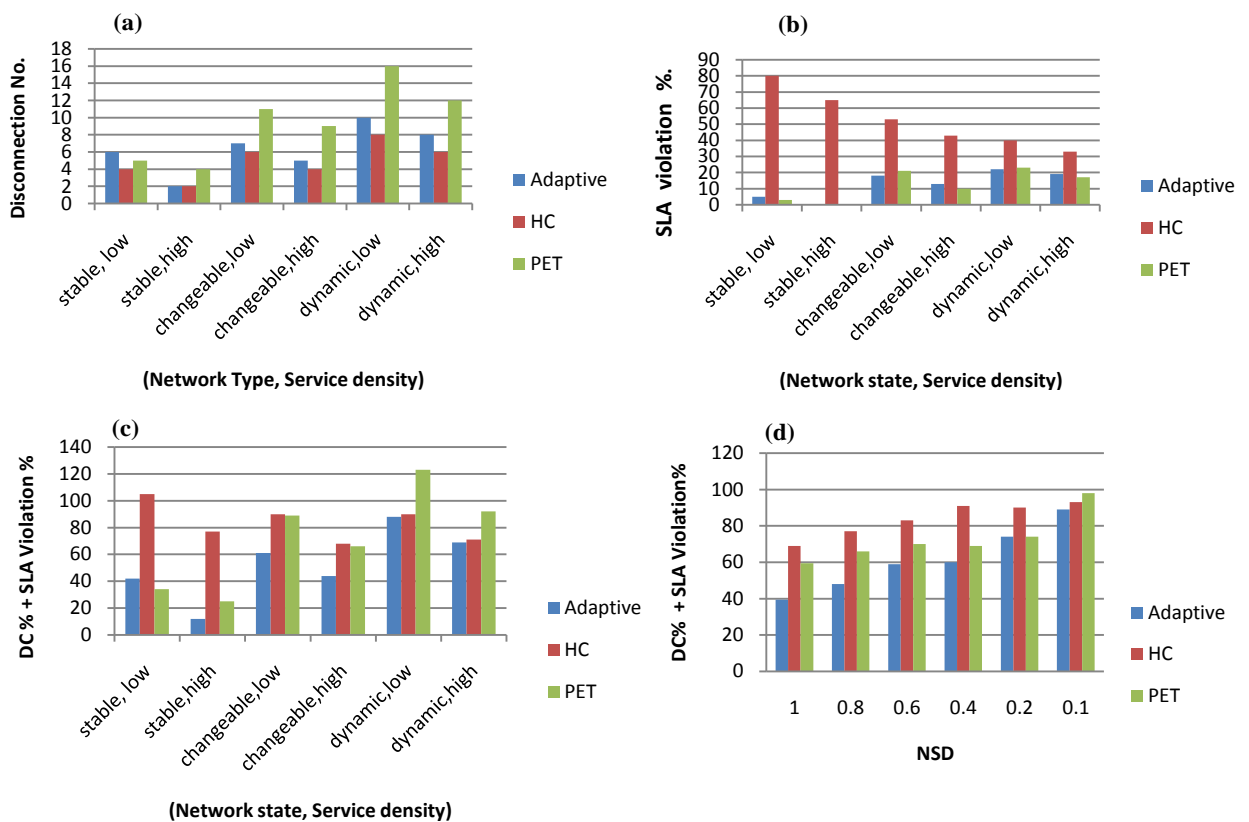 (a)
Disconnection No.
18
16
14
12
10
8
6
4
2
0
stable, low
stable,high
changeable,low
changeable,high
dynamic,low
dynamic,high
Adaptive
HC
PET
(Network Type, Service density)
(b)
SLA violation %.
90
80
70
60
50
40
30
20
10
0
stable, low
stable,high
changeable,low
changeable,high
dynamic,low
dynamic,high
Adaptive
HC
PET
(Network state, Service density)
(c)
DC% + SLA Violation %
140
120
100
80
60
40
20
0
stable, low
stable,high
changeable,low
changeable,high
dynamic,low
dynamic,high
Adaptive
HC
PET
(Network state, Service density)
(d)
DC% + SLA Violation%
120
100
80
60
40
20
0
1 0.8 0.6 0.4 0.2 0.1
Adaptive
HC
PET
NSD